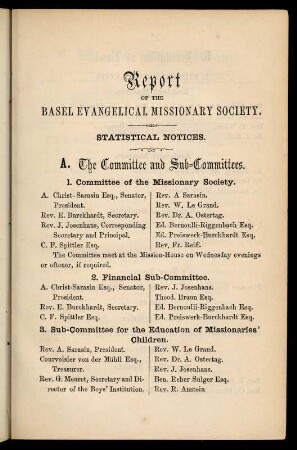 Report
OF THE
BASEL EVANGELICAL MISSIONARY SOCIETY.
STATISTICAL NOTICES.
A. The Committee and Sub-Committees.
1. Committee of the Missionary Society.
A. Christ-Sarasin Esq., Senator,
President.
Rev. E. Burckhardt, Secretary.
Rev. J. Josenhans, Corresponding
Secretary and Principal.
C. F. Spittler Esq.
Rev. A Sarasin.
Rev. W. Le Grand.
Rev. Dr. A. Ostertag.
Ed. Bernoulli-Riggenbach Esq.
Ed. Preiswerk-Burckhardt Esq.
Rev, Fr. Reiff.
The Committee meet at the Mission-House on Wednesday evenings
or oftener, if required.
2. Financial Sub-Committee.
A. Christ-Sarasin Esq., Senator,
President.
Rev. E. Burckhardt, Secretary.
C. F. Spittler Esq.
Rev. J. Josenhans.
Theod. Braun Esq.
Ed. Bernoulli-Riggenbach Esq.
Ed. Preiswerk-Burckhardt Esq.
3. Sub-Committee for the Education of Missionaries'
Children.
Rev. A. Sarasin, President.
Courvoisier von der Mühll Esq.,
Treasurer.
Rev. G. Meuret, Secretary and Di-
rector of the Boys' Institution.
Rev. W. Le Grand.
Rev. Dr. A. Ostertag.
Rev. J. Josenhans.
Ben. Reber Sulger Esq.
Rev. R. Anstein